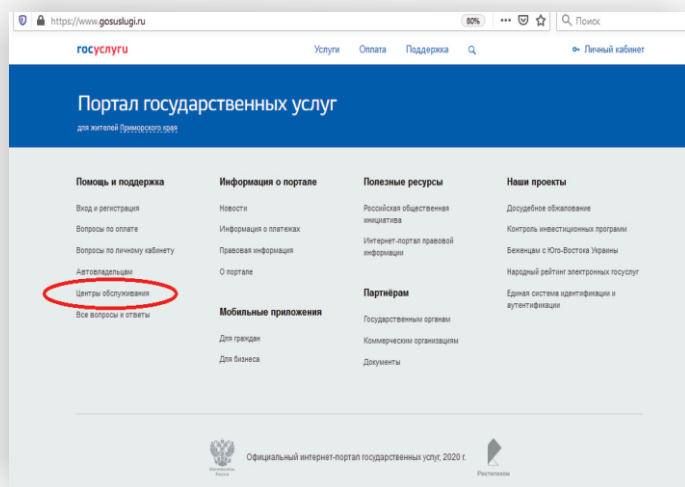 https://www.gosuslugi.ru
80%
Поиск
госуслуги
Услуги
Оплата
Поддержка
Личный кабинет
Портал государственных услуг
для жителей Приморского края
Помощь и поддержка
Вход и регистрация
Вопросы по оплате
Вопросы по личному кабинету
Автовладельцам
Центры обслуживания
Все вопросы и ответы
Информация о портале
Новости
Информация о платежах
Правовая информация
О портале
Мобильные приложения
Для граждан
Для бизнеса
Полезные ресурсы
Российская общественная
инициатива
Интернет-портал правовой
информации
Партнёрам
Государственным органам
Коммерческим организациям
Документы
Наши проекты
Досудебное обжалование
Контроль инвестиционных программ
Беженцам с Юго-Востока Украины
Народный рейтинг электронных госуслуг
Единая система идентификации и
аутентификации
Официальный интернет-портал государственных услуг, 2020 г.
Ростелеком